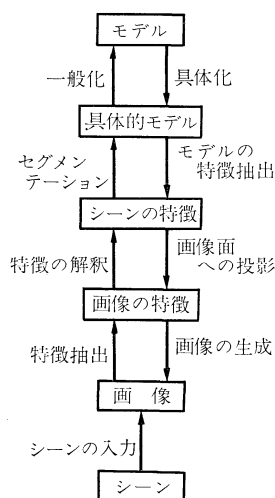 モデル
一般化
具体化
具体的モデル
セグメン
テーション
モデルの
特徴抽出
シーンの特徴
特徴の解釈
画像面
への投影
画像の特徴
特徴抽出
画像の生成
画 像
シーンの入力
シーン